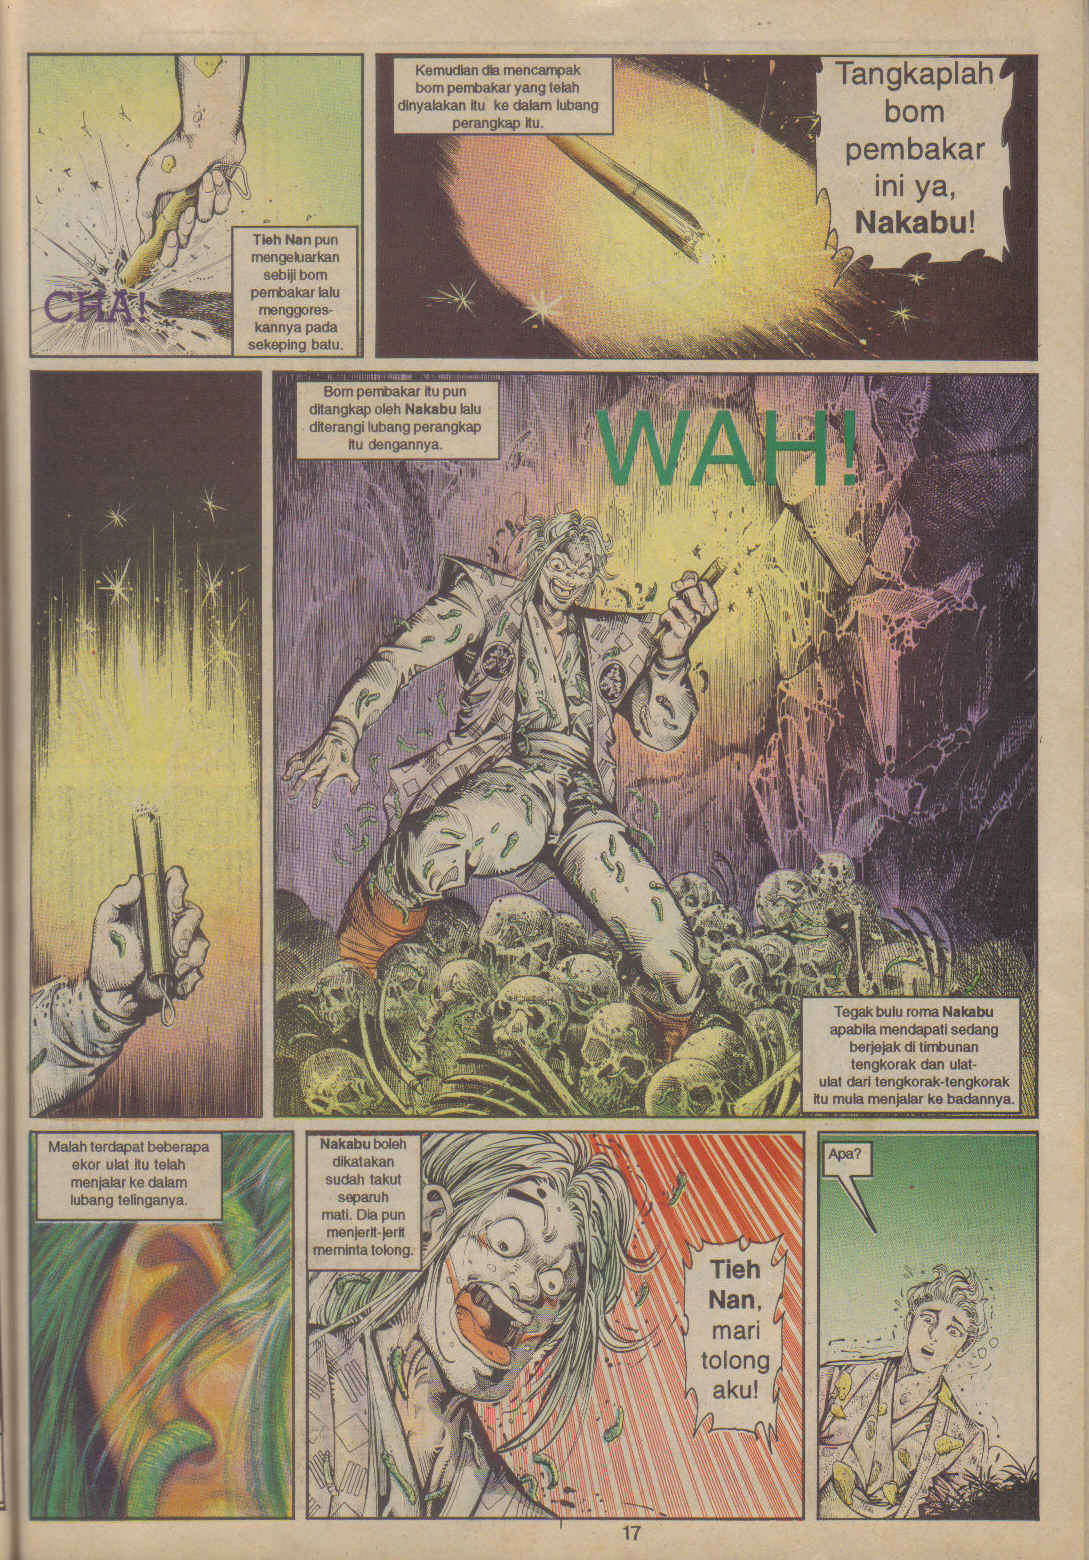 Tieh Nan pun
mengeluarkan
sebiji bom
pembakar lalu
menggores-
kannya pada
sekeping batu.
CHA!
Kemudian dia mencampak
bom pembakar yang telah
dinyalakan itu ke dalam lubang
perangkap itu.
Tangkaplah
bom
pembakar
ini ya,
Nakabu!
Bom pembakar itu pun
ditangkap oleh Nakabu lalu
diterangi lubang perangkap
itu dengannya.
WAH!
Tegak bulu roma Nakabu
apabila mendapati sedang
berjejak di timbunan
tengkorak dan ulat-
ulat dari tengkorak-tengkorak
itu mula menjalar ke badannya.
Malah terdapat beberapa
ekor ulat itu telah
menjalar ke dalam
lubang telinganya.
Nakabu boleh
dikatakan
sudah takut
separuh
mati. Dia pun
menjerit-jerit
meminta tolong.
Tieh
Nan,
mari
tolong
aku!
Apa?
17